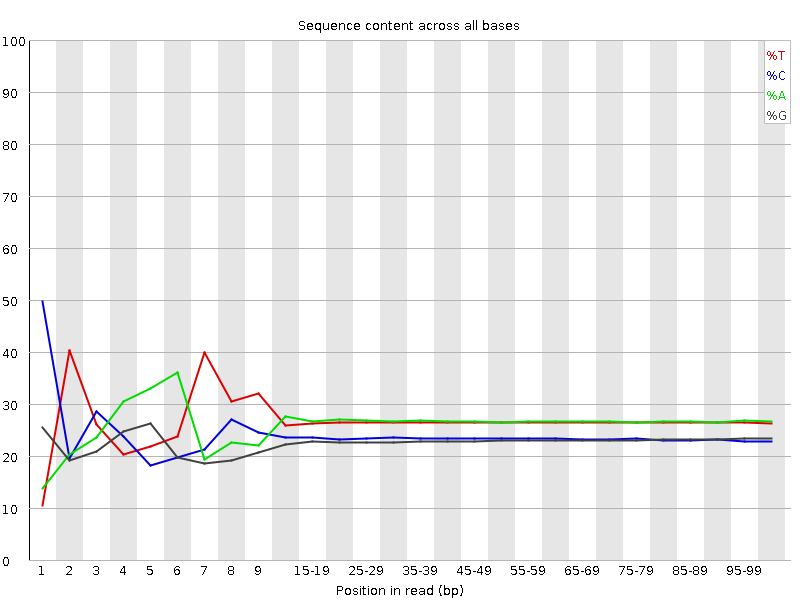 Sequence content across all bases
100
90
80
70
60
50
40
30
20
10
0
%T
%C
%A
%G
1 2 3 4 5 6 7 8 9 15-19 25-29 35-39 45-49 55-59 65-69 75-79 85-89 95-99
Position in read (bp)